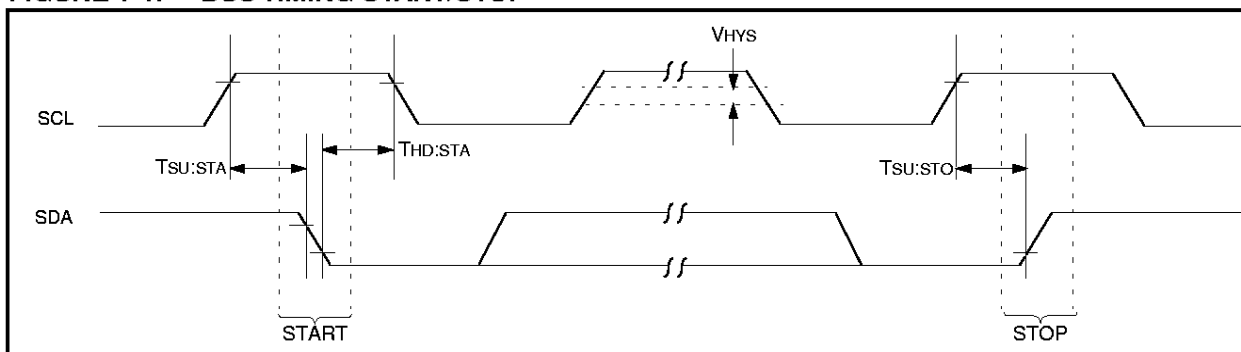 VHYS
SCL
TSU:STA
THD:STA
TSU:STO
SDA
START
STOP